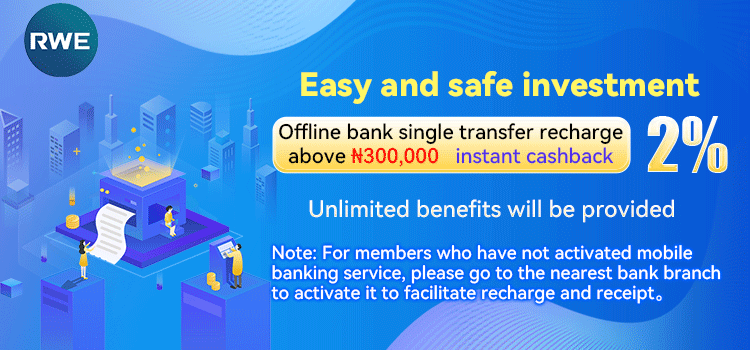 RWE
Easy and safe investment
Offline bank single transfer recharge
above ₦300,000 instant cashback
2%
Unlimited benefits will be provided
Note: For members who have not activated mobile
banking service, please go to the nearest bank branch
to activate it to facilitate recharge and receipt。